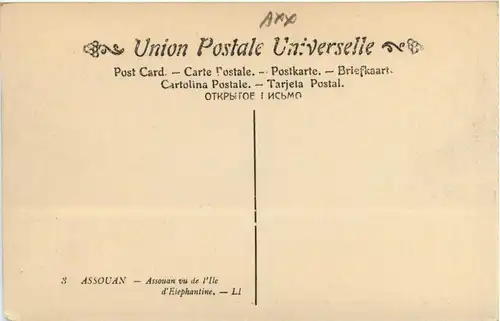 Axx
Union Postale Universelle
Post Card. — Carte Postale. — Postkarte. — Briefkaart.
Cartolina Postale. — Tarjeta Postal.
ОТКРЫТОЕ ПИСЬМО
3 ASSOUAN — Assouan vu de l'Ile
d'Elephantine. — LL